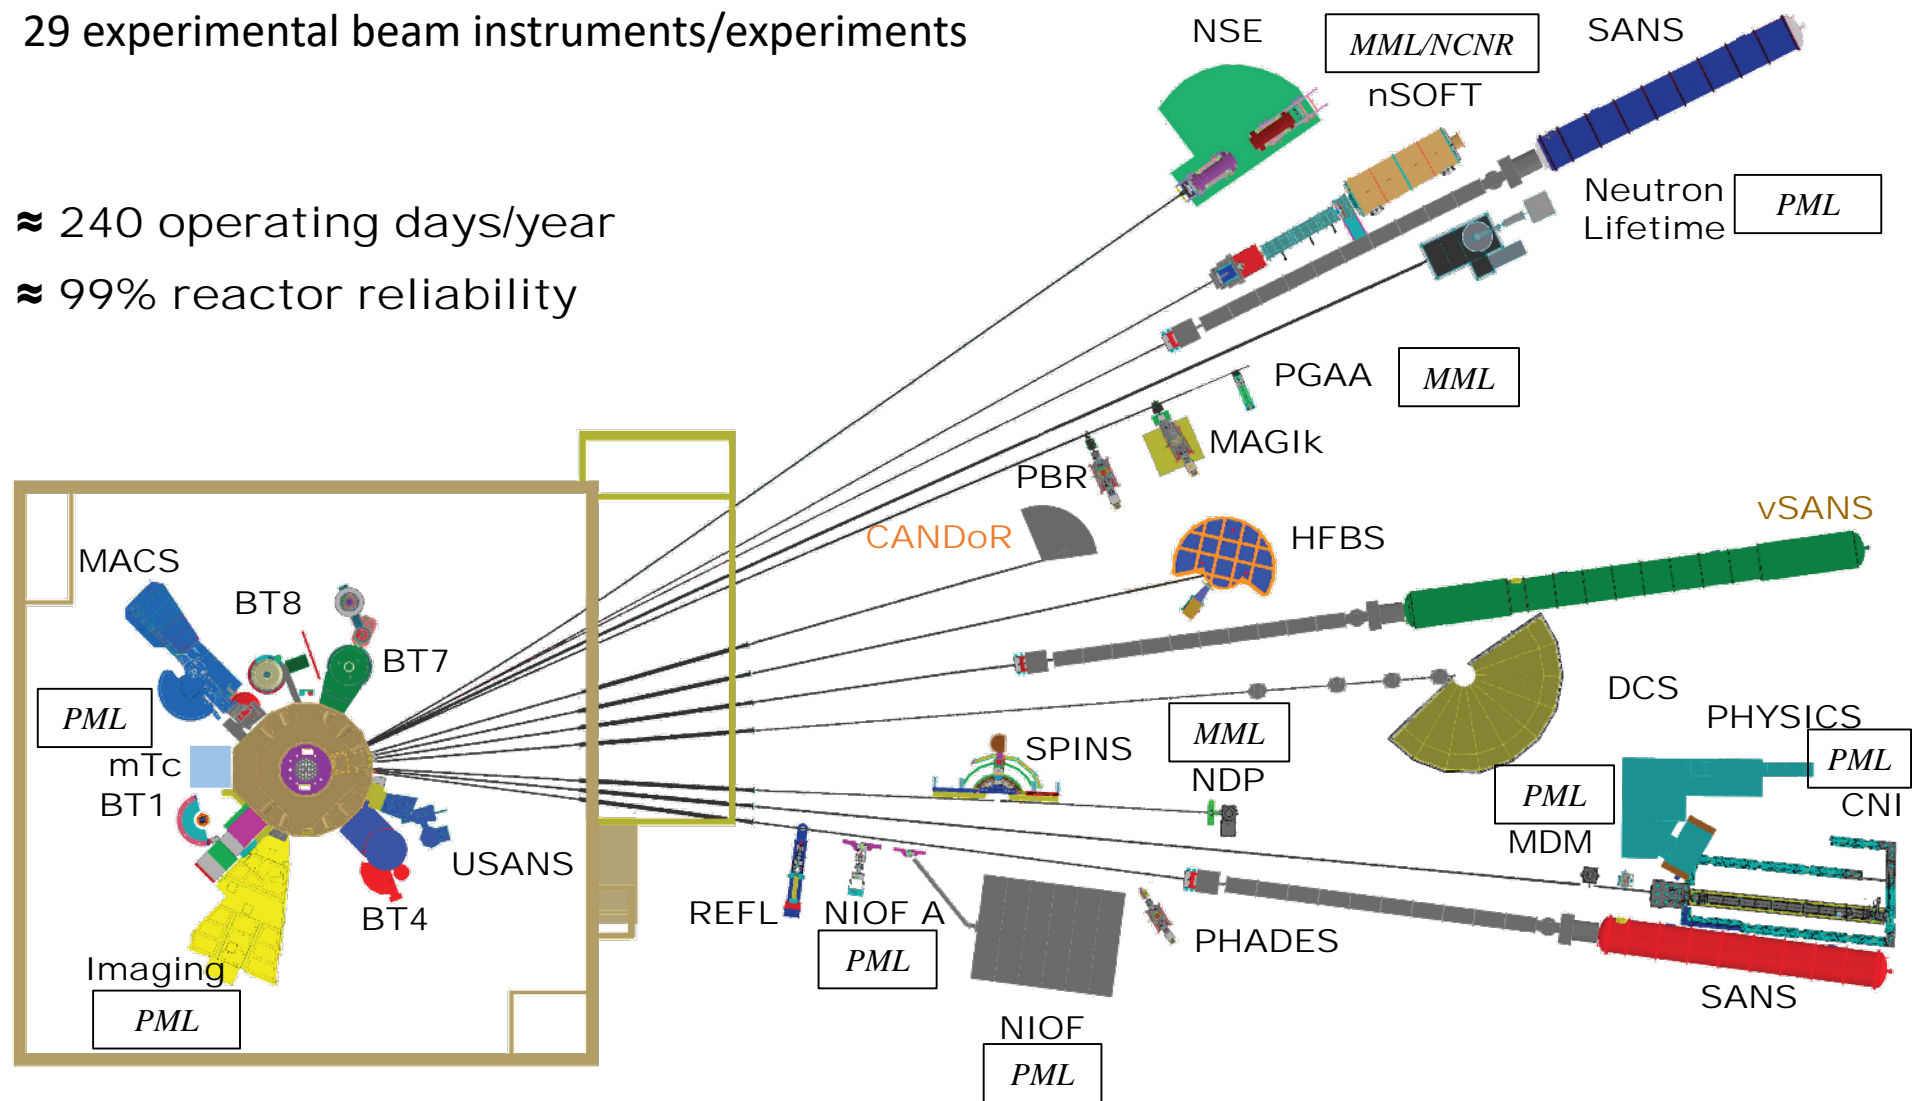 29 experimental beam instruments/experiments
≈ 240 operating days/year
≈ 99% reactor reliability
NSE
MML/NCNR
nSOFT
SANS
Neutron
Lifetime
PML
PGAA
MML
MAGIk
PBR
CANDoR
HFBS
vSANS
MACS
BT8
BT7
PML
mTc
BT1
USANS
BT4
Imaging
PML
DCS
PHYSICS
PML
CNI
MML
NDP
SPINS
PML
MDM
REFL
NIOF A
PML
PHADES
NIOF
PML
SANS